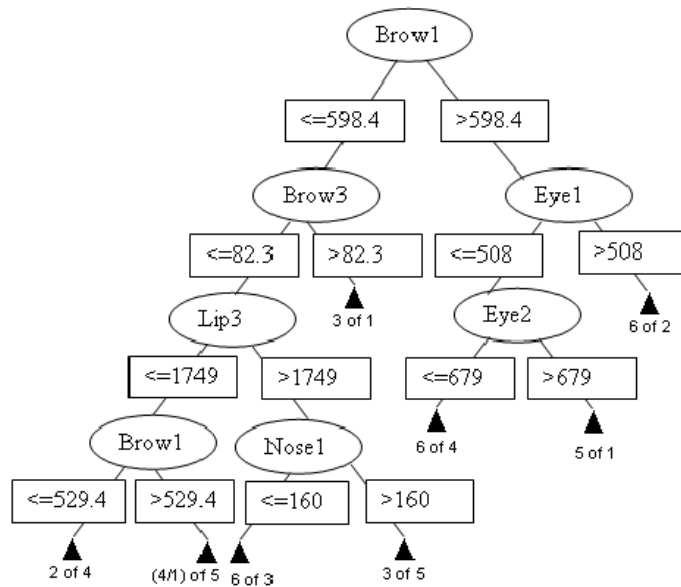 Brow1
<=598.4
>598.4
Brow3
Eye1
<=82.3
>82.3
<=508
>508
3 of 1
6 of 2
Lip3
Eye2
<=1749
>1749
<=679
>679
Brow1
Nose1
6 of 4
5 of 1
<=529.4
>529.4
<=160
>160
2 of 4
(4/1) of 5
6 of 3
3 of 5